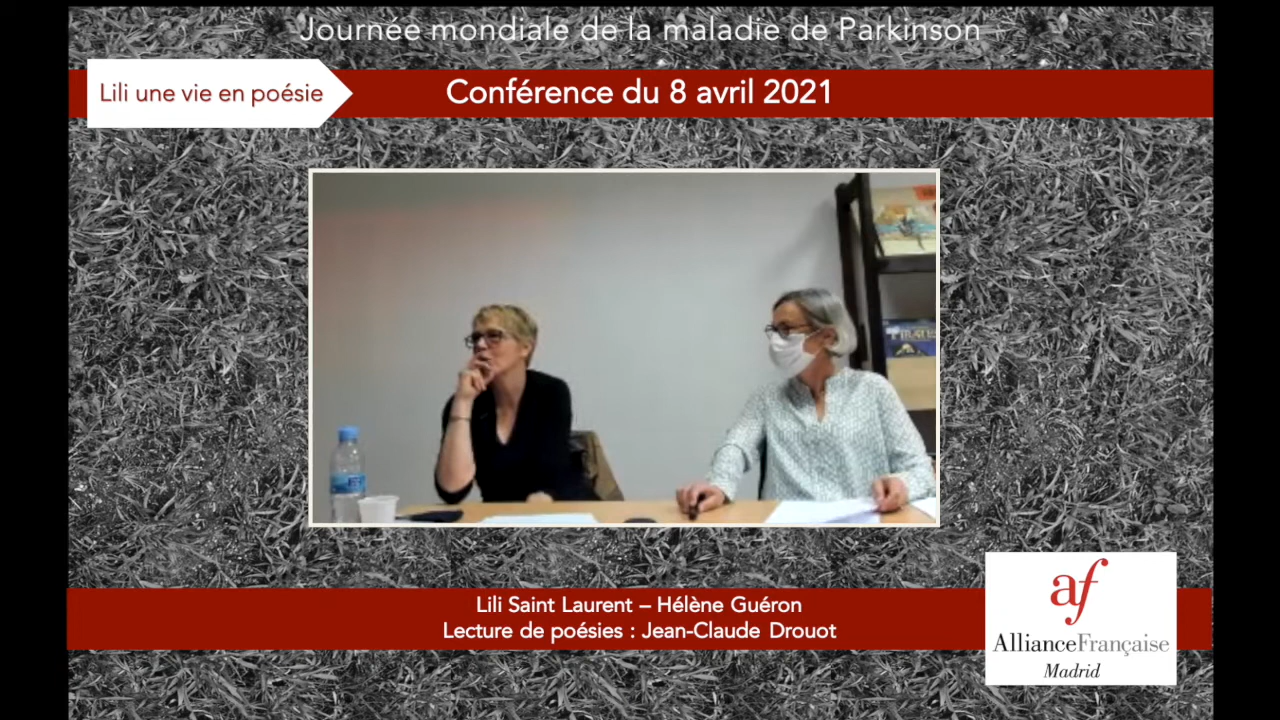 Journée mondiale de la maladie de Parkinson
Lili une vie en poésie
Conférence du 8 avril 2021
Lili Saint Laurent – Hélène Guéron
Lecture de poésies : Jean-Claude Drouot
af
AllianceFrançaise
Madrid